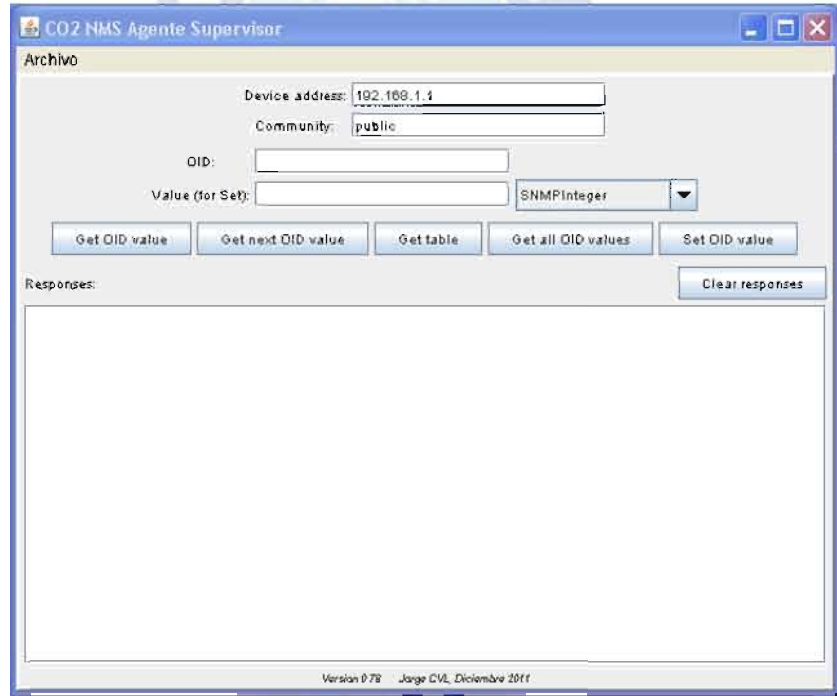 CO2 NMS Agente Supervisor
Archivo
Device address: 192.168.1.1
Community: public
OID:
Value (for Set): SNMPInteger
Get OID value Get next OID value Get table Get all OID values Set OID value
Responses: Clear responses
Version 0.78 Jorge CVL, Diciembre 2011